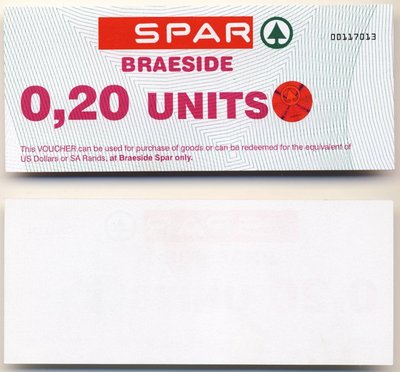 SPAR
00117013
BRAESIDE
0,20 UNITS
This VOUCHER can be used for purchase of goods or can be redeemed for the equivalent of
US Dollars or SA Rands, at Braeside Spar only.